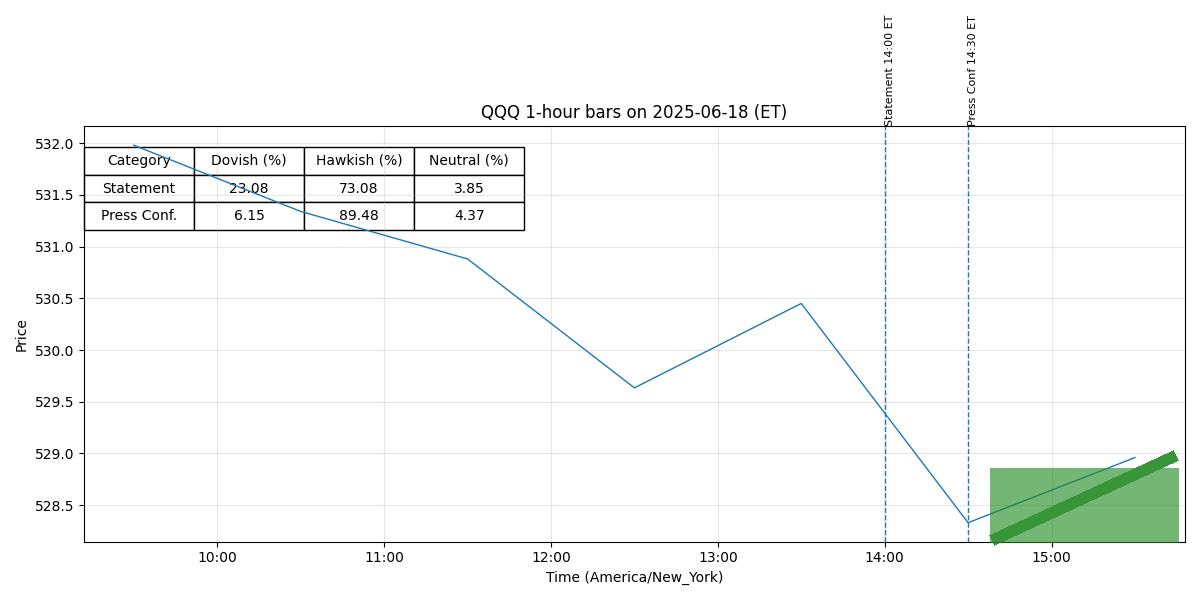 Statement 14:00 ET
Press Conf 14:30 ET
QQQ 1-hour bars on 2025-06-18 (ET)
Category Dovish (%) Hawkish (%) Neutral (%)
Statement 23.08 73.08 3.85
Press Conf. 6.15 89.48 4.37
Price
532.0
531.5
531.0
530.5
530.0
529.5
529.0
528.5
10:00 11:00 12:00 13:00 14:00 15:00
Time (America/New_York)